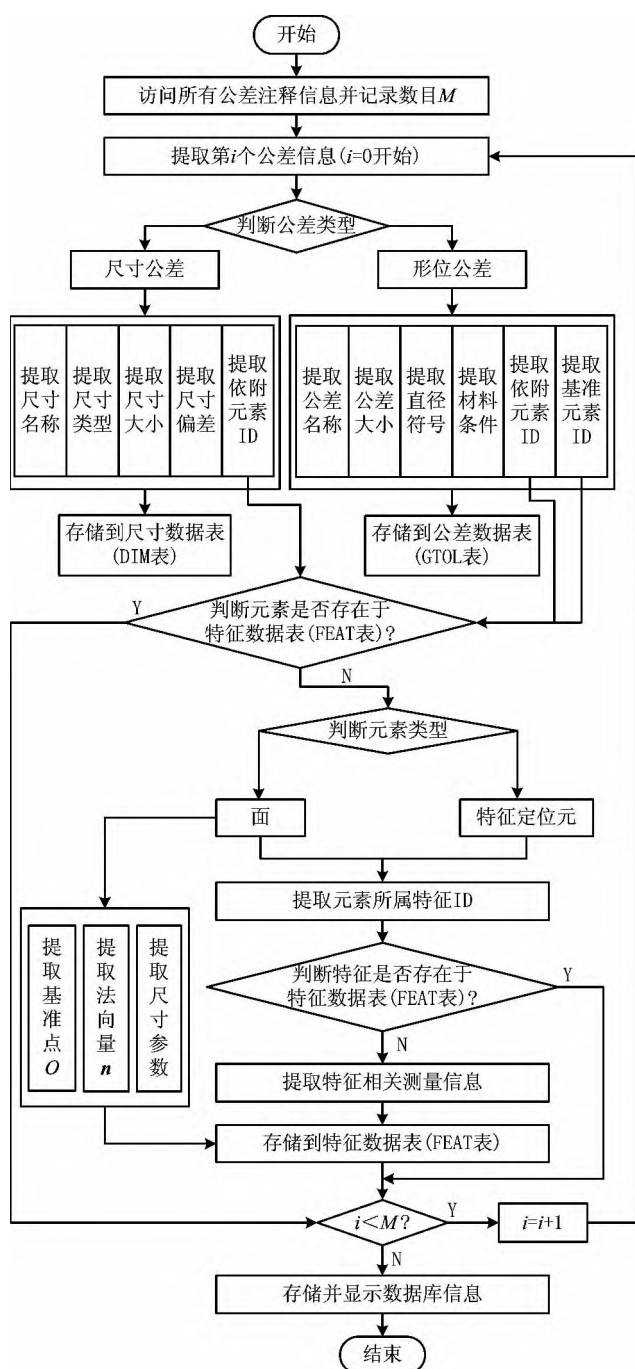 开始
访问所有公差注释信息并记录数目M
提取第i个公差信息(i=0开始)
判断公差类型
尺寸公差
形位公差
提取
尺寸
名称
提取
尺寸
类型
提取
尺寸
大小
提取
尺寸
偏差
提取
依附
元素
ID
提取
公差
名称
提取
公差
大小
提取
直径
符号
提取
材料
条件
提取
依附
元素
ID
提取
基准
元素
ID
存储到尺寸数据表
(DIM表)
存储到公差数据表
(GTOL表)
Y
判断元素是否存在于
特征数据表(FEAT表)?
N
判断元素类型
面
特征定位元
提取元素所属特征ID
提取基准点O
提取法向量n
提取尺寸参数
判断特征是否存在于
特征数据表(FEAT表)?
Y
N
提取特征相关测量信息
存储到特征数据表(FEAT表)
i<M?
Y
i=i+1
N
存储并显示数据库信息
结束